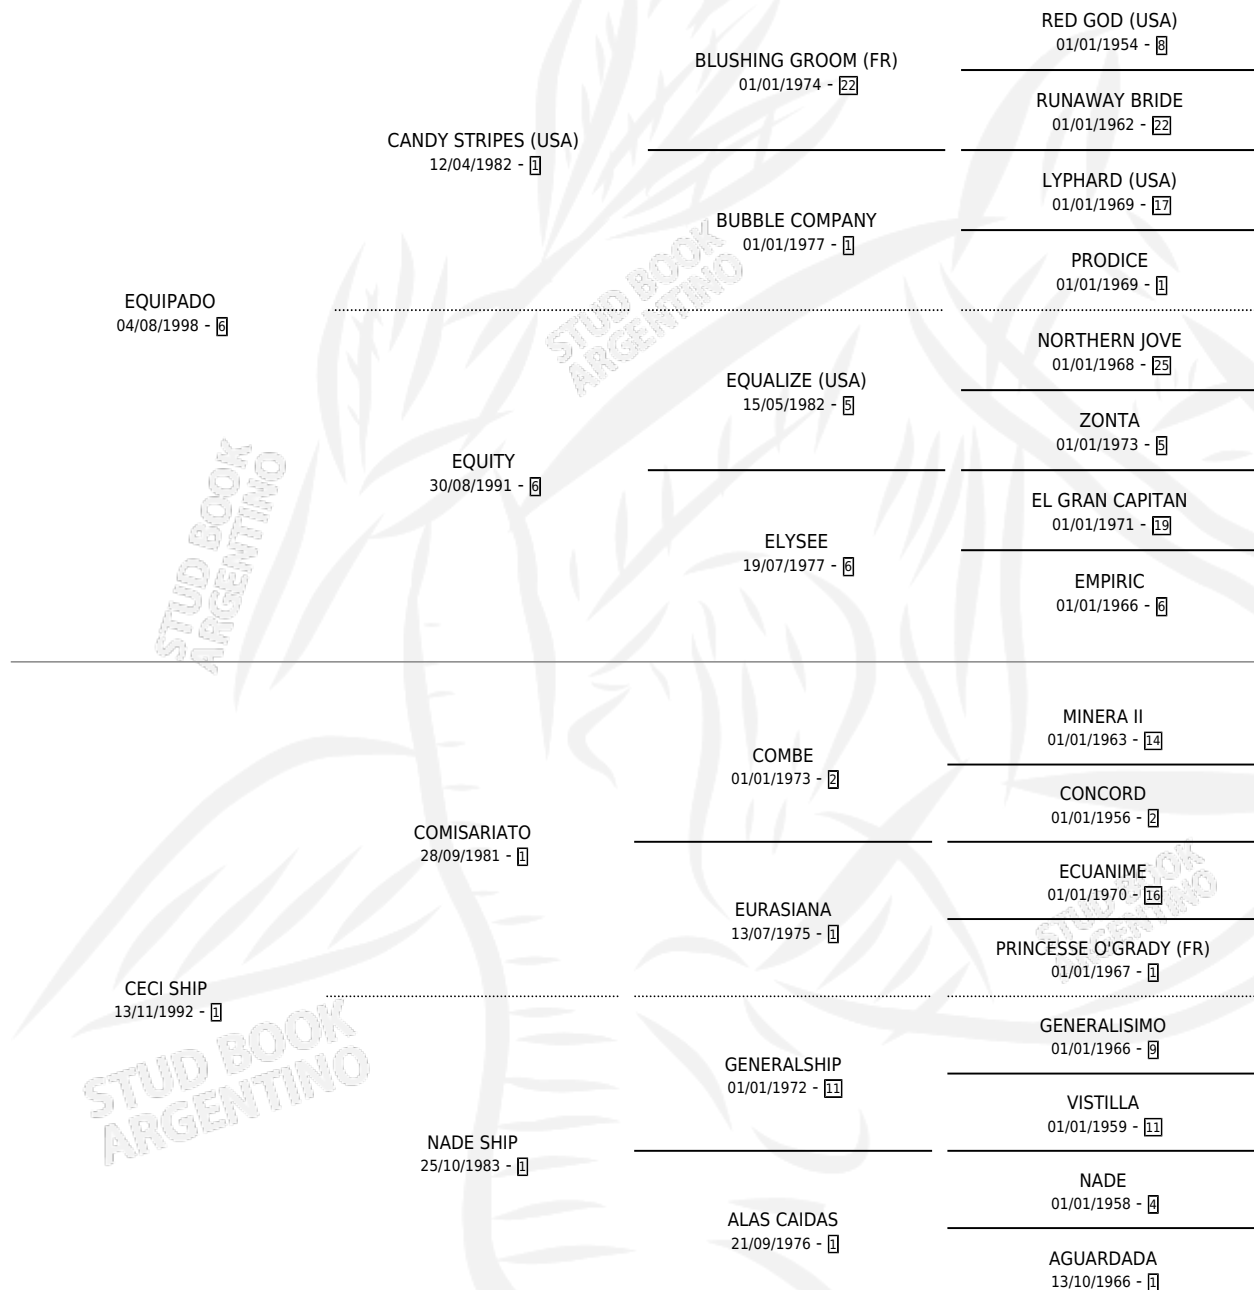 RED GOD (USA)
01/01/1954 - 8
BLUSHING GROOM (FR)
01/01/1974 - 22
RUNAWAY BRIDE
01/01/1962 - 22
CANDY STRIPES (USA)
12/04/1982 - 1
LYPHARD (USA)
01/01/1969 - 17
BUBBLE COMPANY
01/01/1977 - 1
PRODICE
01/01/1969 - 1
EQUIPADO
04/08/1998 - 6
NORTHERN JOVE
01/01/1968 - 25
EQUALIZE (USA)
15/05/1982 - 5
ZONTA
01/01/1973 - 5
EQUITY
30/08/1991 - 6
EL GRAN CAPITAN
01/01/1971 - 19
ELYSEE
19/07/1977 - 6
EMPIRIC
01/01/1966 - 6
MINERA II
01/01/1963 - 14
COMBE
01/01/1973 - 2
CONCORD
01/01/1956 - 2
COMISARIATO
28/09/1981 - 1
ECUANIME
01/01/1970 - 16
EURASIANA
13/07/1975 - 1
PRINCESSE O'GRADY (FR)
01/01/1967 - 1
CECI SHIP
13/11/1992 - 1
GENERALISIMO
01/01/1966 - 9
GENERALSHIP
01/01/1972 - 11
VISTILLA
01/01/1959 - 11
NADE SHIP
25/10/1983 - 1
NADE
01/01/1958 - 4
ALAS CAIDAS
21/09/1976 - 1
AGUARDADA
13/10/1966 - 1
STUD BOOK
ARGENTINO
STUD BOOK
ARGENTINO
STUD BOOK
ARGENTINO
STUD BOOK
ARGENTINO